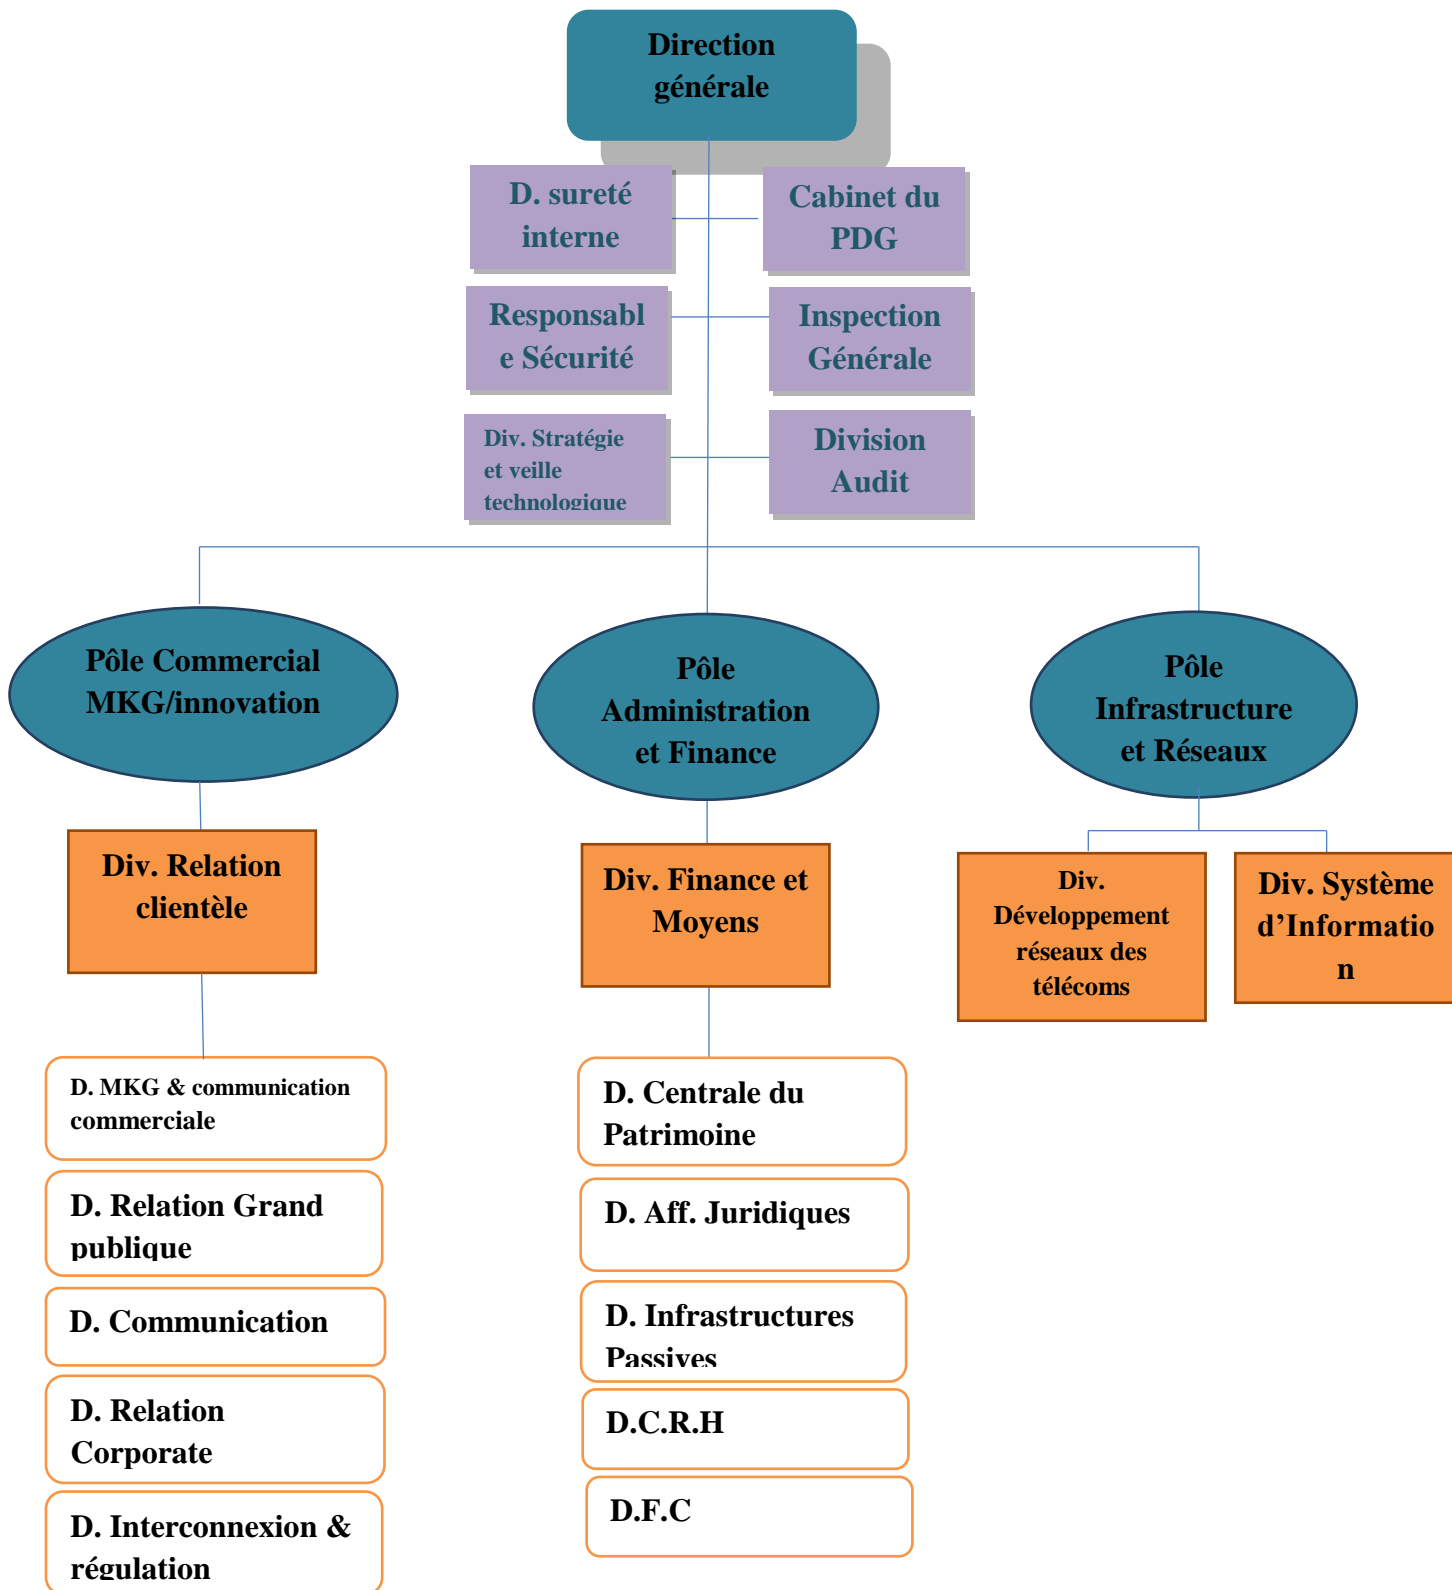 Direction
générale
D. sureté
interne
Cabinet du
PDG
Responsabl
e Sécurité
Inspection
Générale
Div. Stratégie
et veille
technologique
Division
Audit
Pôle Commercial
MKG/innovation
Pôle
Administration
et Finance
Pôle
Infrastructure
et Réseaux
Div. Relation
clientèle
Div. Finance et
Moyens
Div.
Développement
réseaux des
télécoms
Div. Système
d’Informatio
n
D. MKG & communication
commerciale
D. Relation Grand
publique
D. Communication
D. Relation
Corporate
D. Interconnexion &
régulation
D. Centrale du
Patrimoine
D. Aff. Juridiques
D. Infrastructures
Passives
D.C.R.H
D.F.C